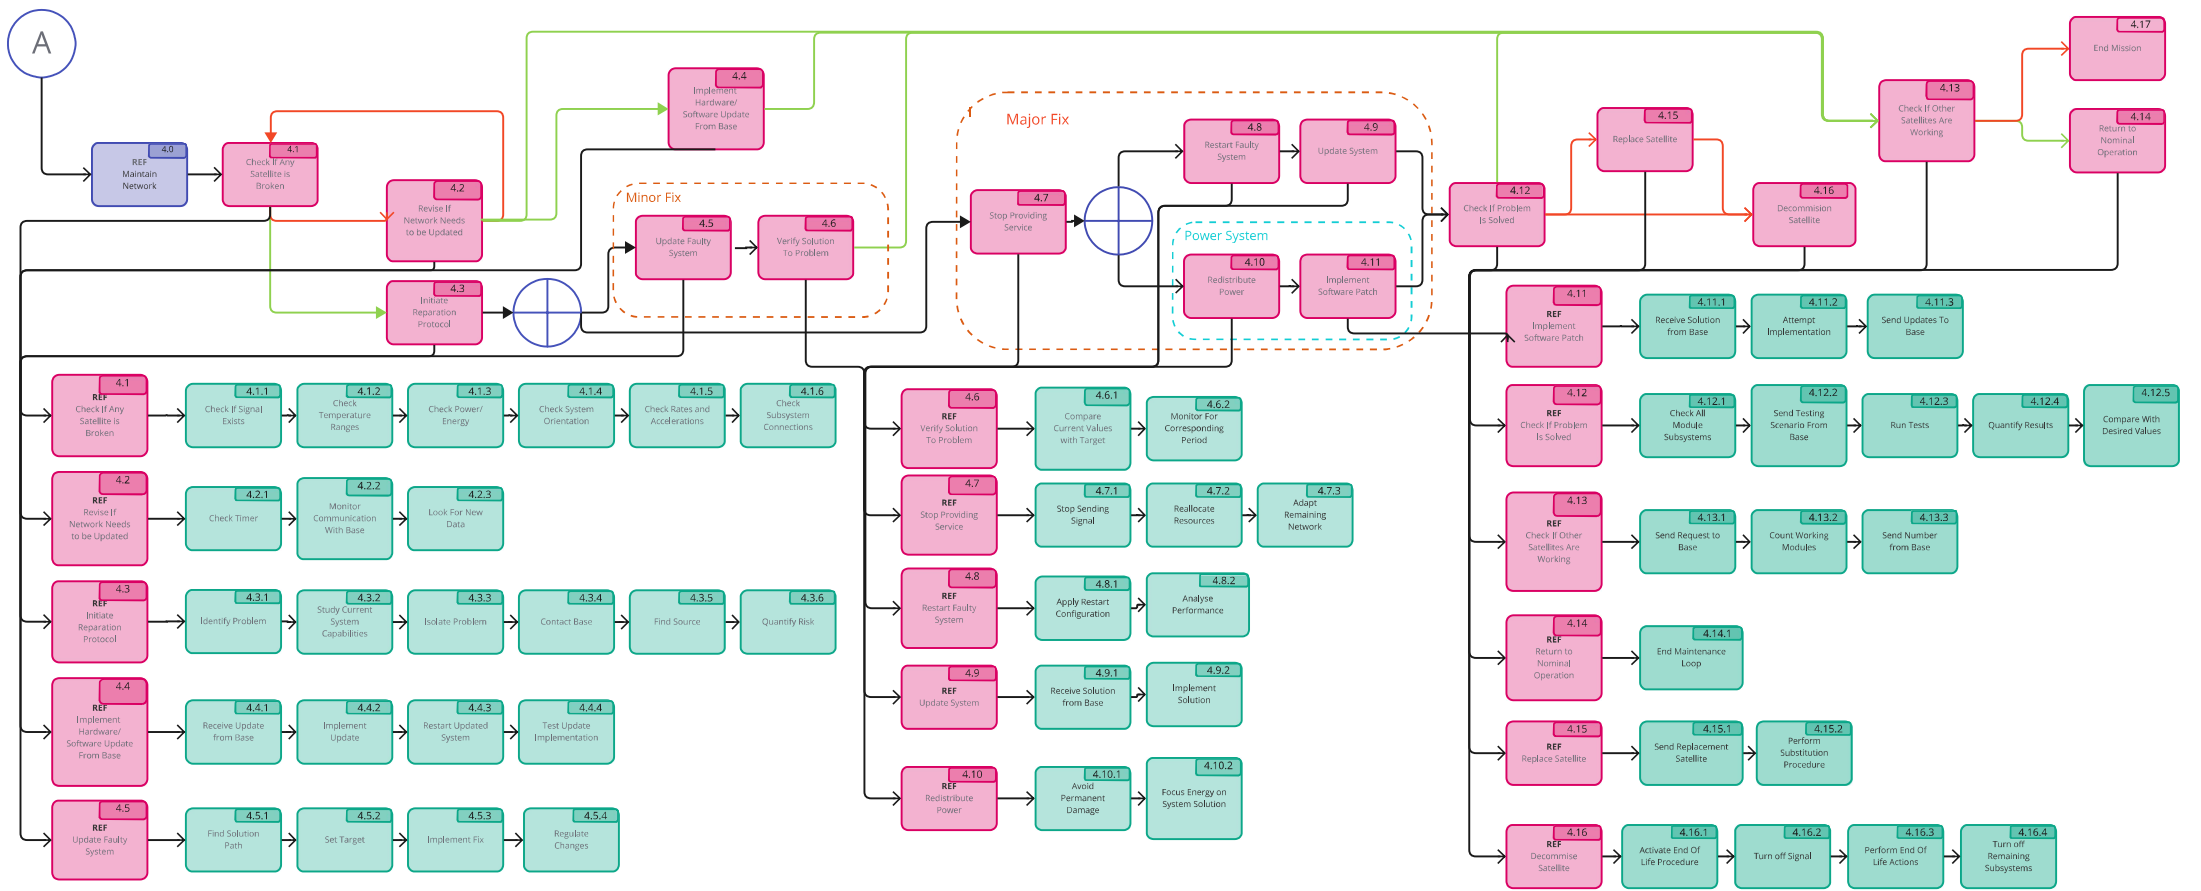 A
4.0
REF
Maintain
Network
4.1
Check If Any
Satellite is
Broken
4.2
Revise If
Network Needs
to be Updated
4.3
Initiate
Reparation
Protocol
4.4
Implement
Hardware/
Software Update
From Base
Minor Fix
4.5
Update Faulty
System
4.6
Verify Solution
To Problem
Major Fix
4.7
Stop Providing
Service
4.8
Restart Faulty
System
4.9
Update System
Power System
4.10
Redistribute
Power
4.11
Implement
Software Patch
4.12
Check If Problem
Is Solved
4.15
Replace Satellite
4.16
Decommision
Satellite
4.13
Check If Other
Satellites Are
Working
4.17
End Mission
4.14
Return to
Nominal
Operation
4.1
REF
Check If Any
Satellite is
Broken
4.1.1
Check If Signal
Exists
4.1.2
Check
Temperature
Ranges
4.1.3
Check Power/
Energy
4.1.4
Check System
Orientation
4.1.5
Check Rates and
Accelerations
4.1.6
Check
Subsystem
Connections
4.2
REF
Revise If
Network Needs
to be Updated
4.2.1
Check Timer
4.2.2
Monitor
Communication
With Base
4.2.3
Look For New
Data
4.3
REF
Initiate
Reparation
Protocol
4.3.1
Identify Problem
4.3.2
Study Current
System
Capabilities
4.3.3
Isolate Problem
4.3.4
Contact Base
4.3.5
Find Source
4.3.6
Quantify Risk
4.4
REF
Implement
Hardware/
Software Update
From Base
4.4.1
Receive Update
from Base
4.4.2
Implement
Update
4.4.3
Restart Updated
System
4.4.4
Test Update
Implementation
4.5
REF
Update Faulty
System
4.5.1
Find Solution
Path
4.5.2
Set Target
4.5.3
Implement Fix
4.5.4
Regulate
Changes
4.6
REF
Verify Solution
To Problem
4.6.1
Compare
Current Values
with Target
4.6.2
Monitor For
Corresponding
Period
4.7
REF
Stop Providing
Service
4.7.1
Stop Sending
Signal
4.7.2
Reallocate
Resources
4.7.3
Adapt
Remaining
Network
4.8
REF
Restart Faulty
System
4.8.1
Apply Restart
Configuration
4.8.2
Analyse
Performance
4.9
REF
Update System
4.9.1
Receive Solution
from Base
4.9.2
Implement
Solution
4.10
REF
Redistribute
Power
4.10.1
Avoid
Permanent
Damage
4.10.2
Focus Energy on
System Solution
4.11
REF
Implement
Software Patch
4.11.1
Receive Solution
from Base
4.11.2
Attempt
Implementation
4.11.3
Send Updates To
Base
4.12
REF
Check If Problem
Is Solved
4.12.1
Check All
Module
Subsystems
4.12.2
Send Testing
Scenario From
Base
4.12.3
Run Tests
4.12.4
Quantify Results
4.12.5
Compare With
Desired Values
4.13
REF
Check If Other
Satellites Are
Working
4.13.1
Send Request to
Base
4.13.2
Count Working
Modules
4.13.3
Send Number
from Base
4.14
REF
Return to
Nominal
Operation
4.14.1
End Maintenance
Loop
4.15
REF
Replace Satellite
4.15.1
Send Replacement
Satellite
4.15.2
Perform
Substitution
Procedure
4.16
REF
Decommise
Satellite
4.16.1
Activate End Of
Life Procedure
4.16.2
Turn off Signal
4.16.3
Perform End Of
Life Actions
4.16.4
Turn off
Remaining
Subsystems